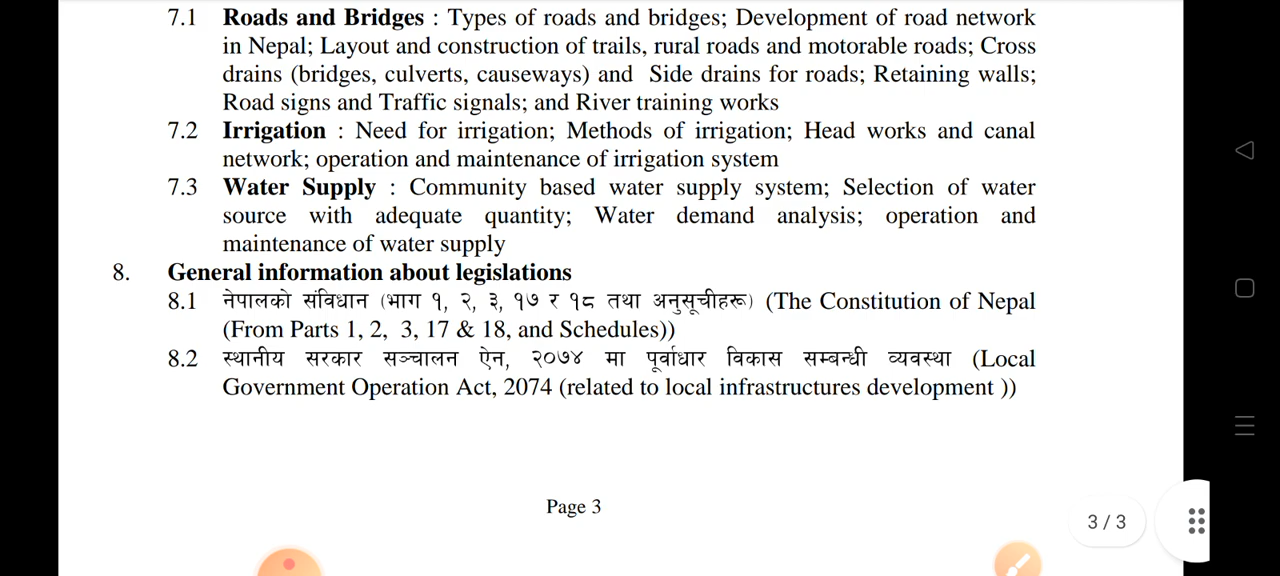 7.1 Roads and Bridges : Types of roads and bridges; Development of road network
in Nepal; Layout and construction of trails, rural roads and motorable roads; Cross
drains (bridges, culverts, causeways) and Side drains for roads; Retaining walls;
Road signs and Traffic signals; and River training works
7.2 Irrigation : Need for irrigation; Methods of irrigation; Head works and canal
network; operation and maintenance of irrigation system
7.3 Water Supply : Community based water supply system; Selection of water
source with adequate quantity; Water demand analysis; operation and
maintenance of water supply
8. General information about legislations
8.1 नेपालको संविधान (भाग १, २, ३, १७ र १८ तथा अनुसूचीहरू) (The Constitution of Nepal
(From Parts 1, 2, 3, 17 & 18, and Schedules))
8.2 स्थानीय सरकार सञ्चालन ऐन, २०७४ मा पूर्वाधार विकास सम्बन्धी व्यवस्था (Local
Government Operation Act, 2074 (related to local infrastructures development ))
Page 3
3 / 3